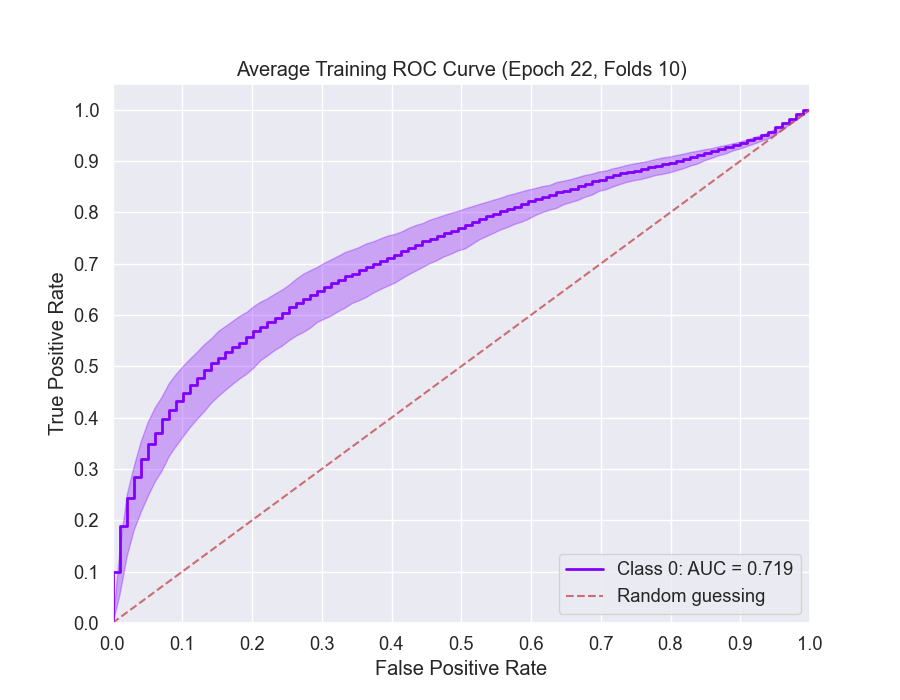 Average Training ROC Curve (Epoch 22, Folds 10)
True Positive Rate
1.0
0.9
0.8
0.7
0.6
0.5
0.4
0.3
0.2
0.1
0.0
Class 0: AUC = 0.719
Random guessing
0.0 0.1 0.2 0.3 0.4 0.5 0.6 0.7 0.8 0.9 1.0
False Positive Rate